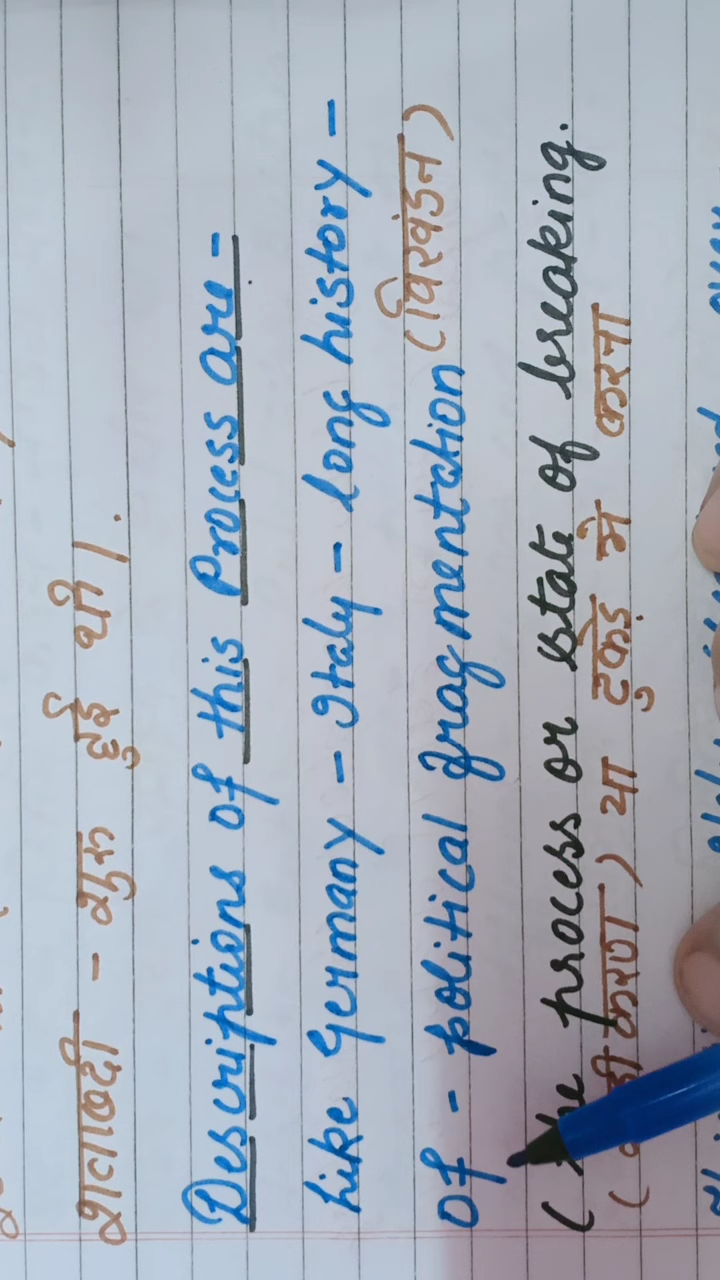 शताब्दी - शुरू हुई थी।.
Descriptions of this Process are -
Like Germany - Italy - long history -
of - political fragmentation (विखंडन)
(the process or state of breaking.
या टुकड़े मे करना